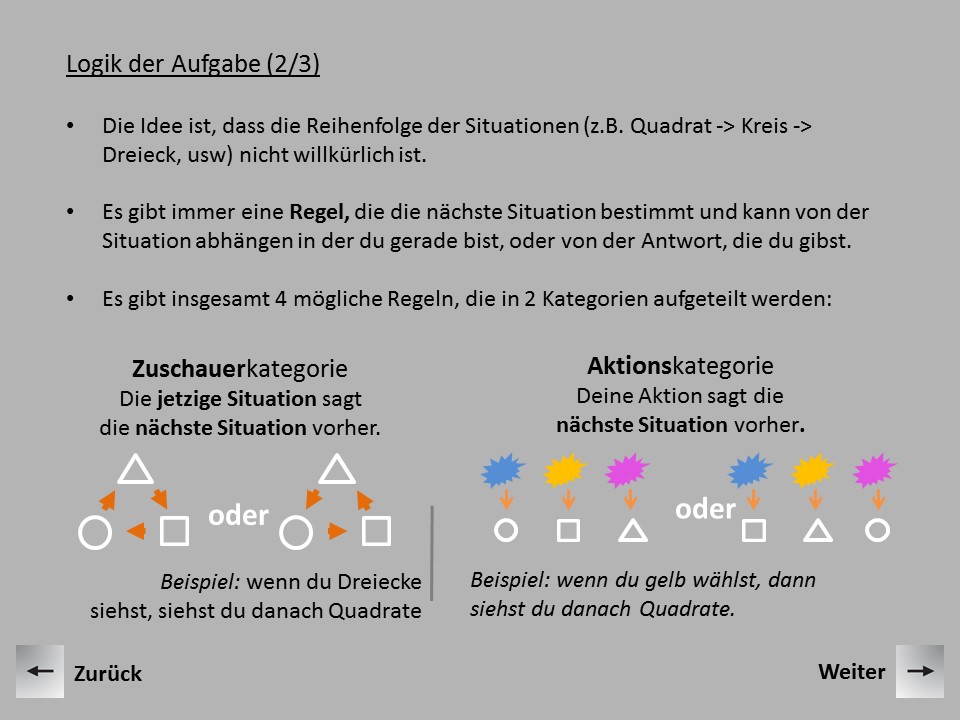 Logik der Aufgabe (2/3)
• Die Idee ist, dass die Reihenfolge der Situationen (z.B. Quadrat -> Kreis ->
Dreieck, usw) nicht willkürlich ist.
• Es gibt immer eine Regel, die die nächste Situation bestimmt und kann von der
Situation abhängen in der du gerade bist, oder von der Antwort, die du gibst.
• Es gibt insgesamt 4 mögliche Regeln, die in 2 Kategorien aufgeteilt werden:
Zuschauerkategorie
Die jetzige Situation sagt
die nächste Situation vorher.
oder
Beispiel: wenn du Dreiecke
siehst, siehst du danach Quadrate
Aktionskategorie
Deine Aktion sagt die
nächste Situation vorher.
oder
Beispiel: wenn du gelb wählst, dann
siehst du danach Quadrate.
Zurück
Weiter